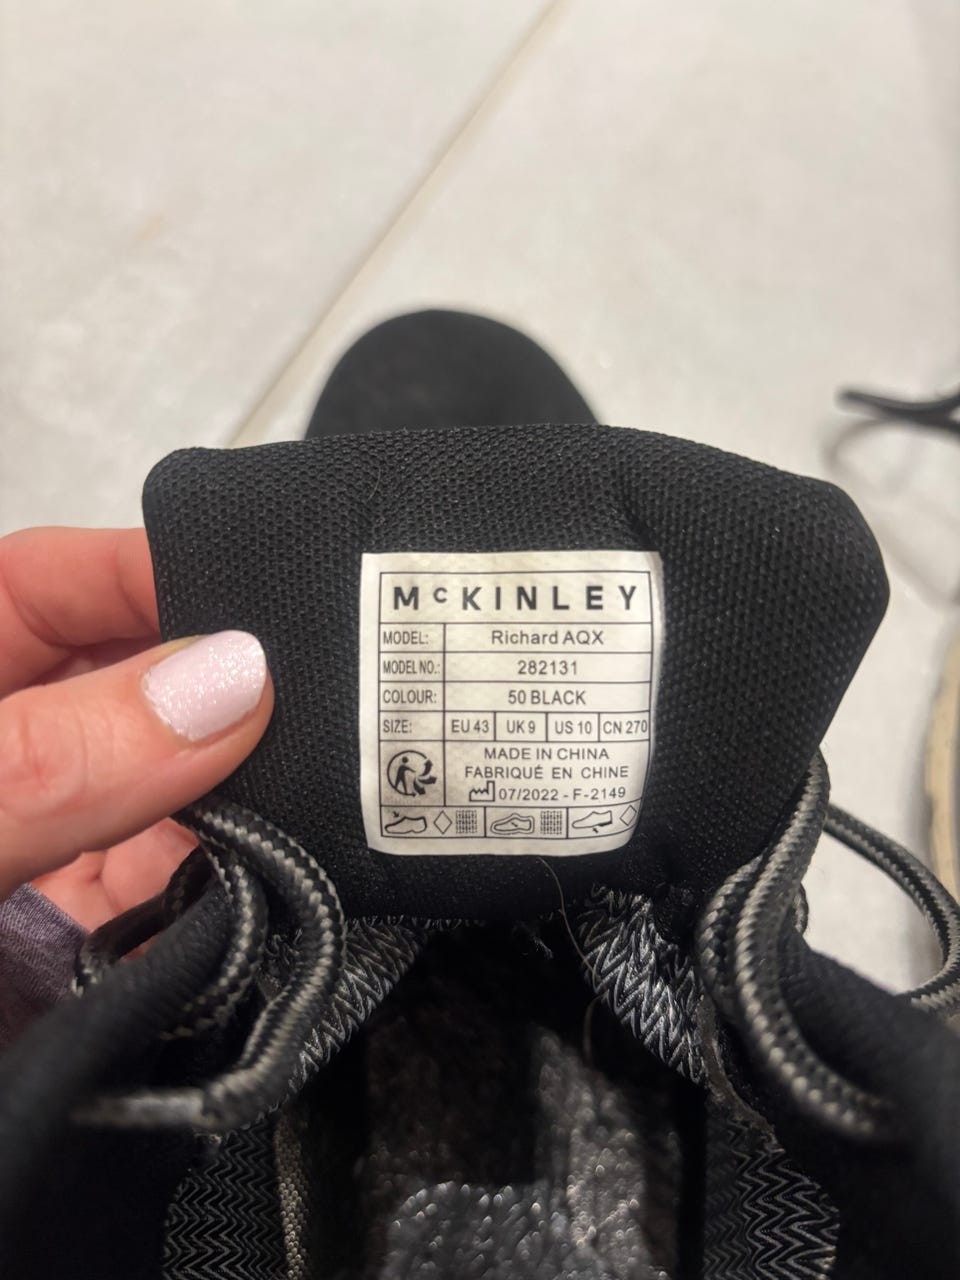 McKINLEY
MODEL: Richard AQX
MODEL NO.: 282131
COLOUR: 50 BLACK
SIZE: EU 43 UK 9 US 10 CN 270
MADE IN CHINA
FABRIQUÉ EN CHINE
07/2022 - F-2149